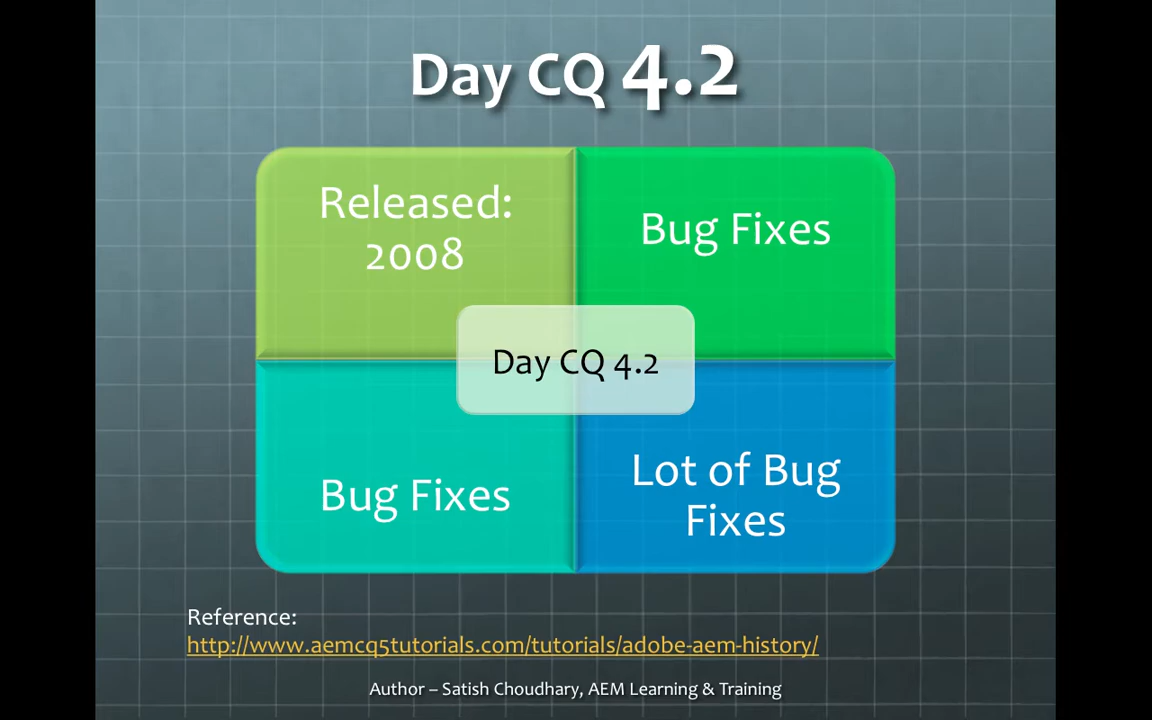 Day CQ 4.2
Released:
2008
Bug Fixes
Day CQ 4.2
Bug Fixes
Lot of Bug
Fixes
Reference:
http://www.aemcq5tutorials.com/tutorials/adobe-aem-history/
Author – Satish Choudhary, AEM Learning & Training